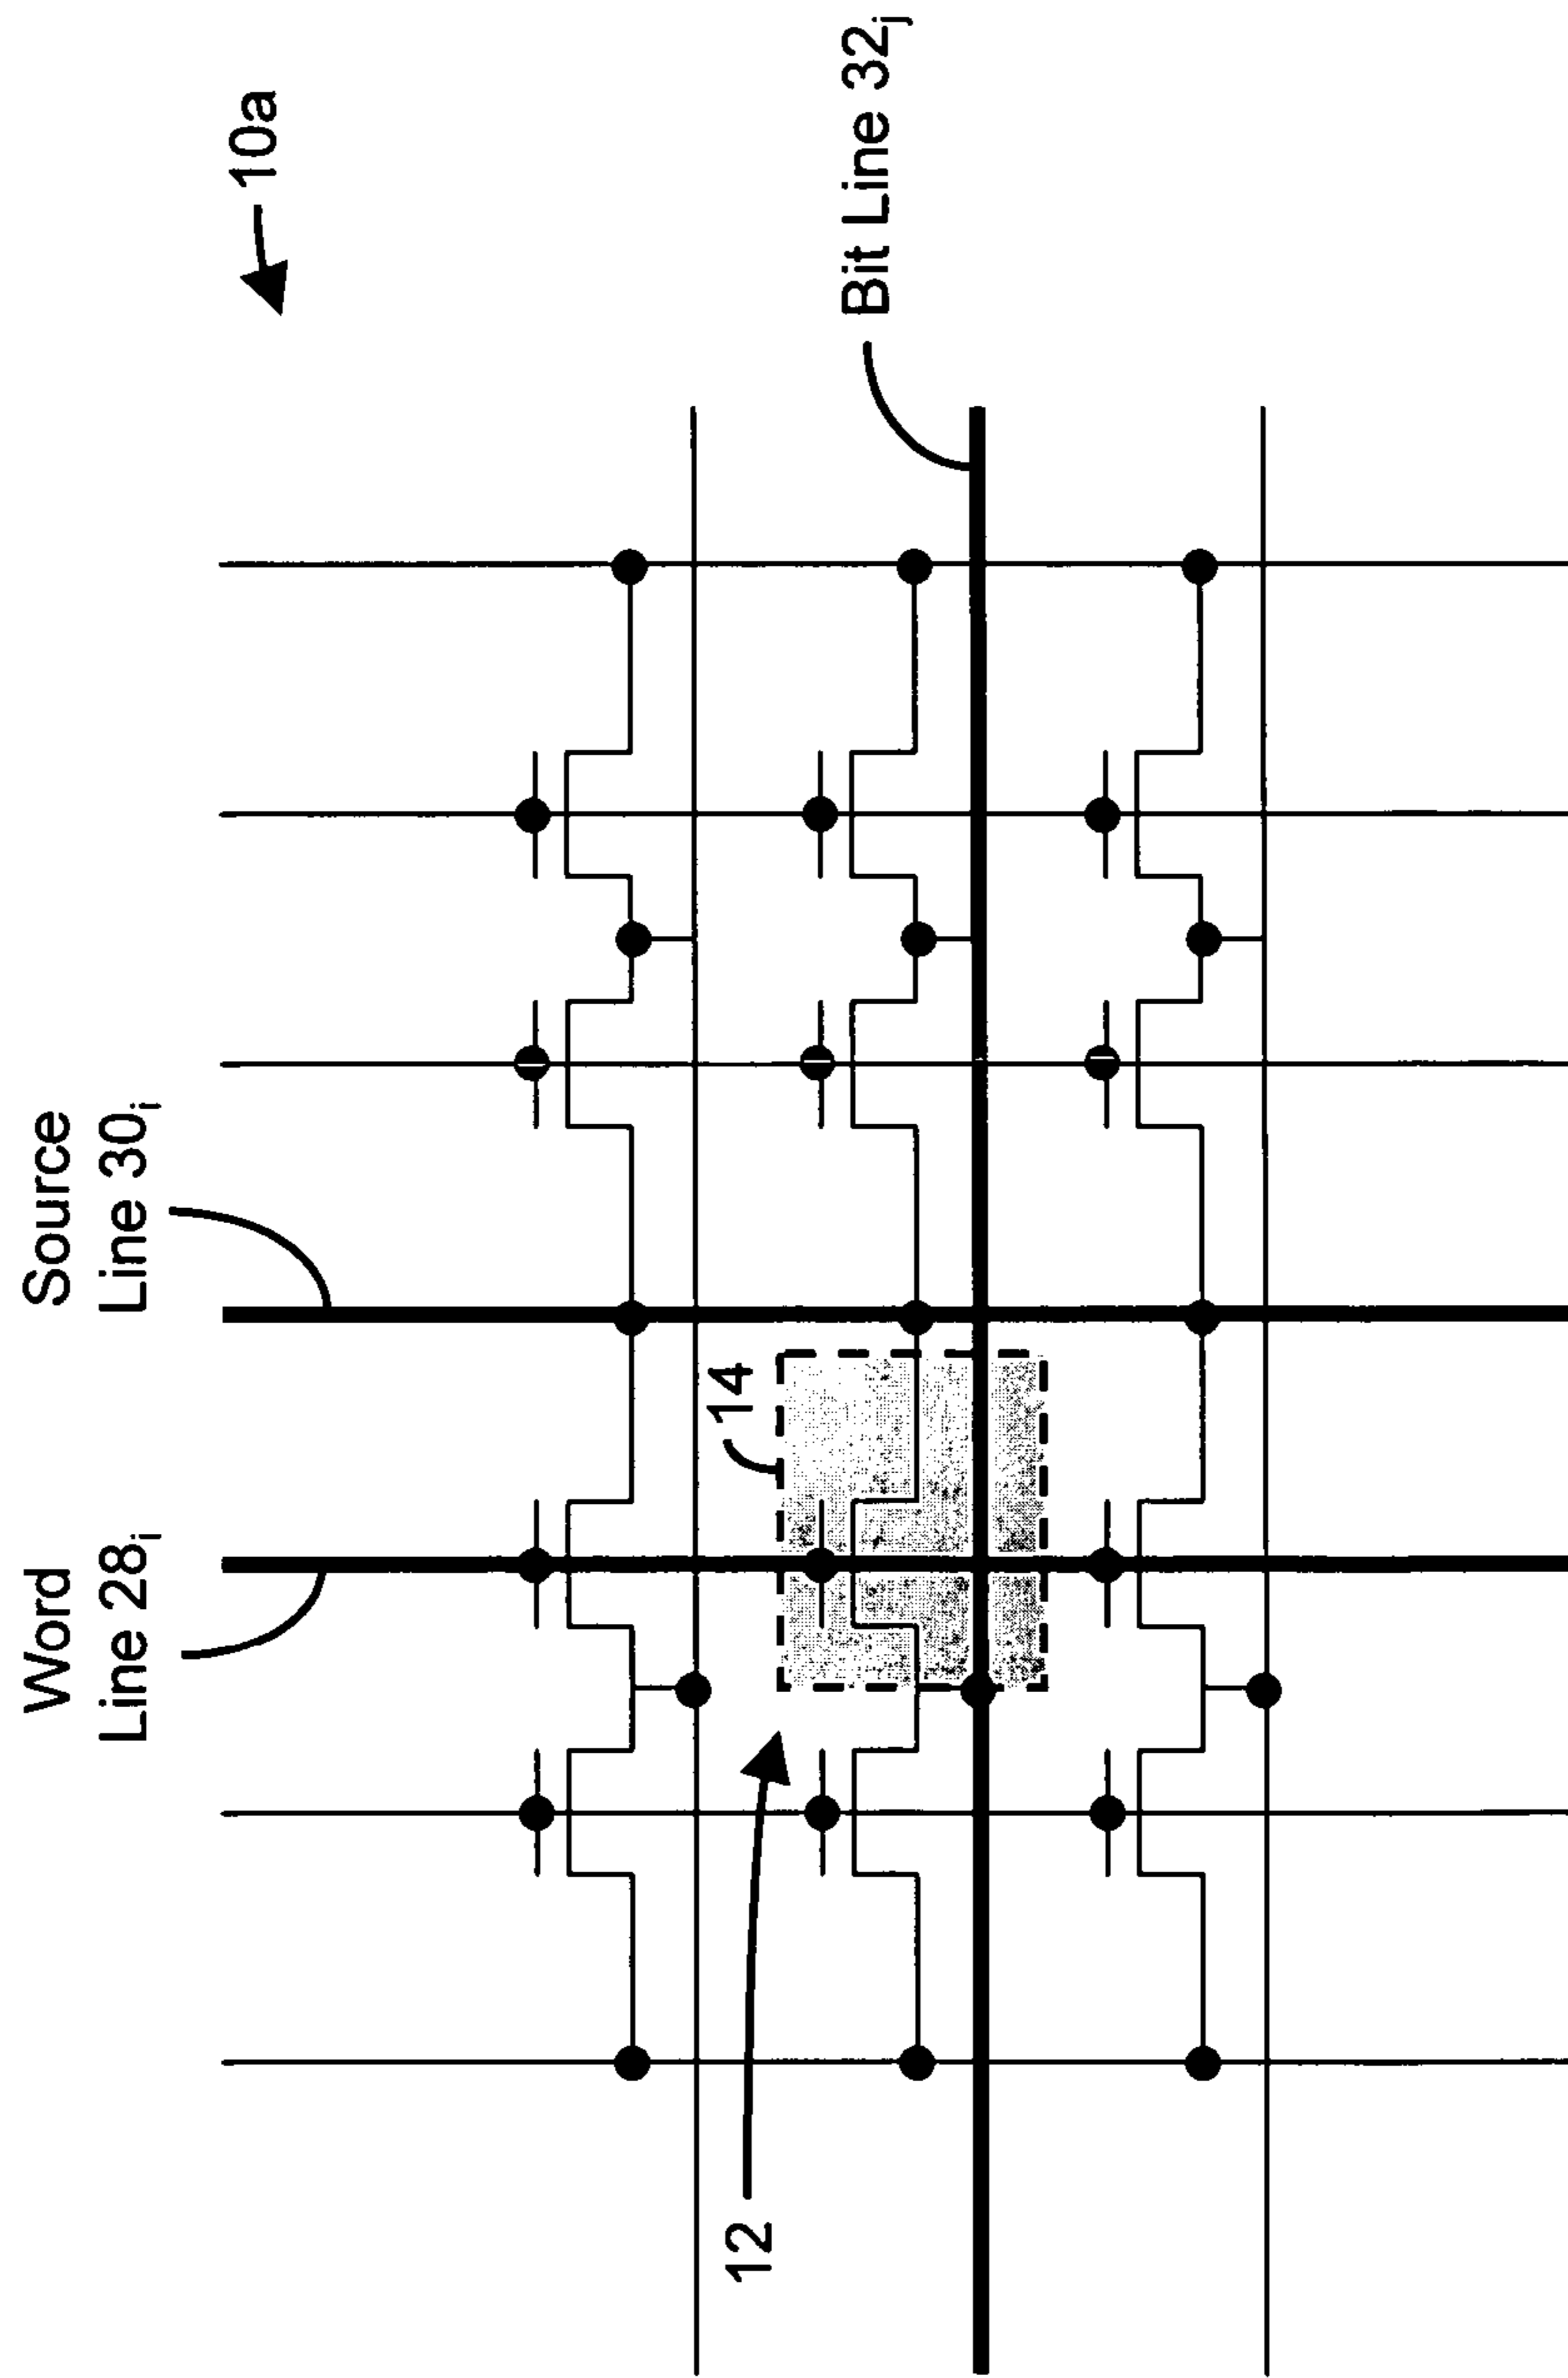 Word
Line 28i
Source
Line 30i
10a
Bit Line 32j
14
12